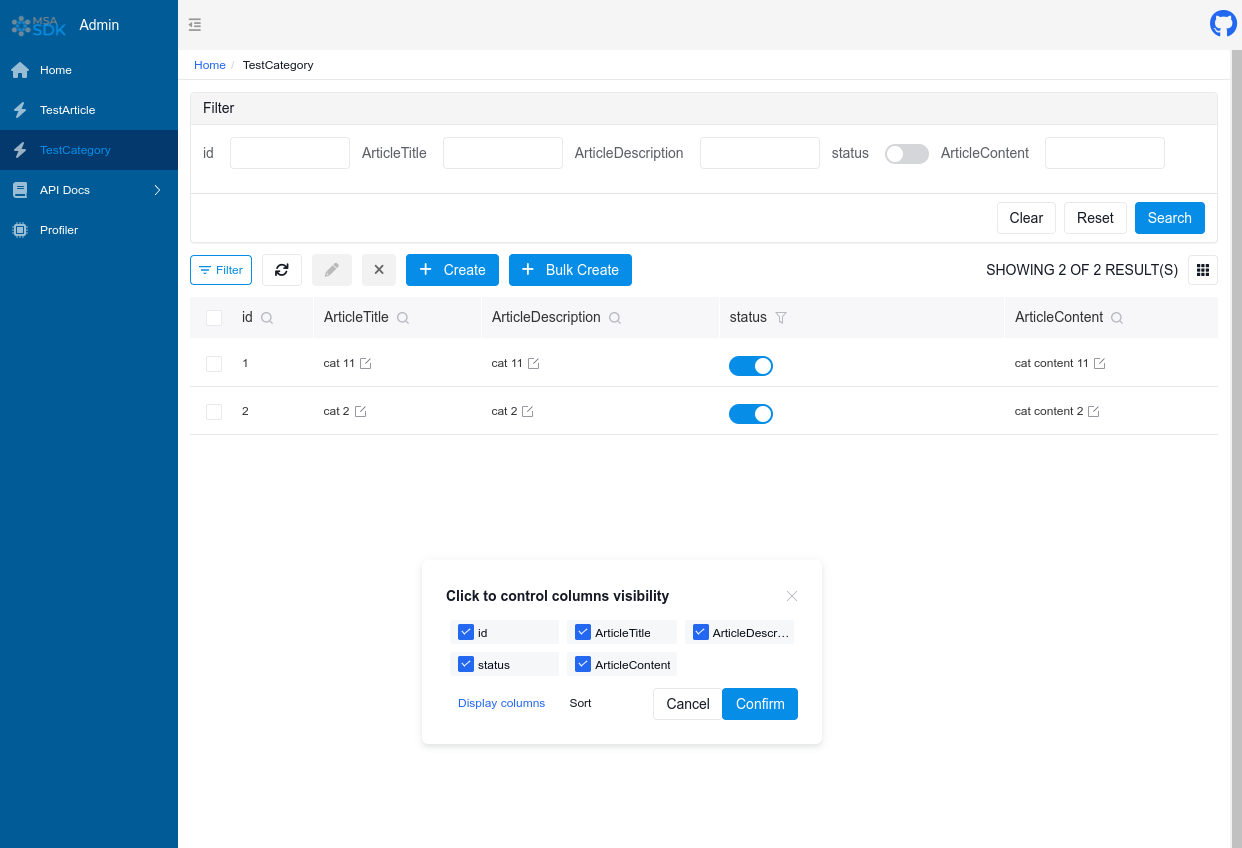 MSA SDK Admin
Home
TestArticle
TestCategory
API Docs
Profiler
Home / TestCategory
Filter
id ArticleTitle ArticleDescription status ArticleContent
Clear Reset Search
Filter Create Bulk Create SHOWING 2 OF 2 RESULT(S)
id ArticleTitle ArticleDescription status ArticleContent
1 cat 11 cat 11 cat content 11
2 cat 2 cat 2 cat content 2
Click to control columns visibility
id ArticleTitle ArticleDescr...
status ArticleContent
Display columns Sort Cancel Confirm